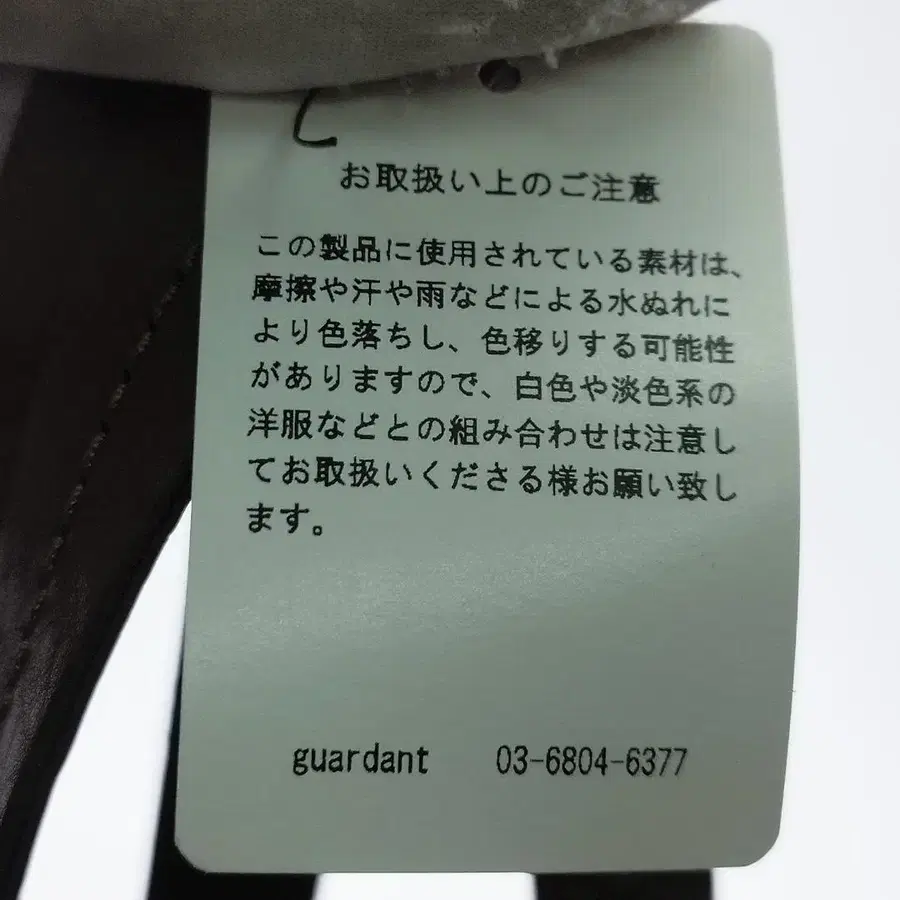 お取扱い上のご注意
この製品に使用されている素材は、
摩擦や汗や雨などによる水ぬれに
より色落ちし、色移りする可能性
がありますので、白色や淡色系の
洋服などとの組み合わせは注意し
てお取扱いくださる様お願い致し
ます。
guardant 03-6804-6377